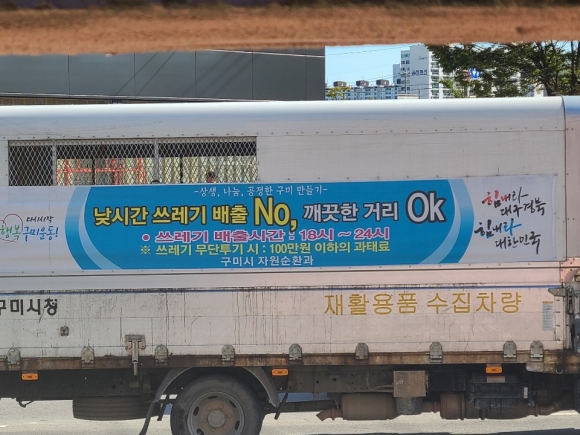 -상생, 나눔, 공정한 구미 만들기-
낮시간 쓰레기 배출 No, 깨끗한 거리 Ok
• 쓰레기 배출시간 : 18시 ~ 24시
※ 쓰레기 무단투기 시 : 100만원 이하의 과태료
구미시 자원순환과
다시시작
행복 구미운동!
힘내라
대구경북
힘내라
대한민국
구미시청
재활용품 수집차량